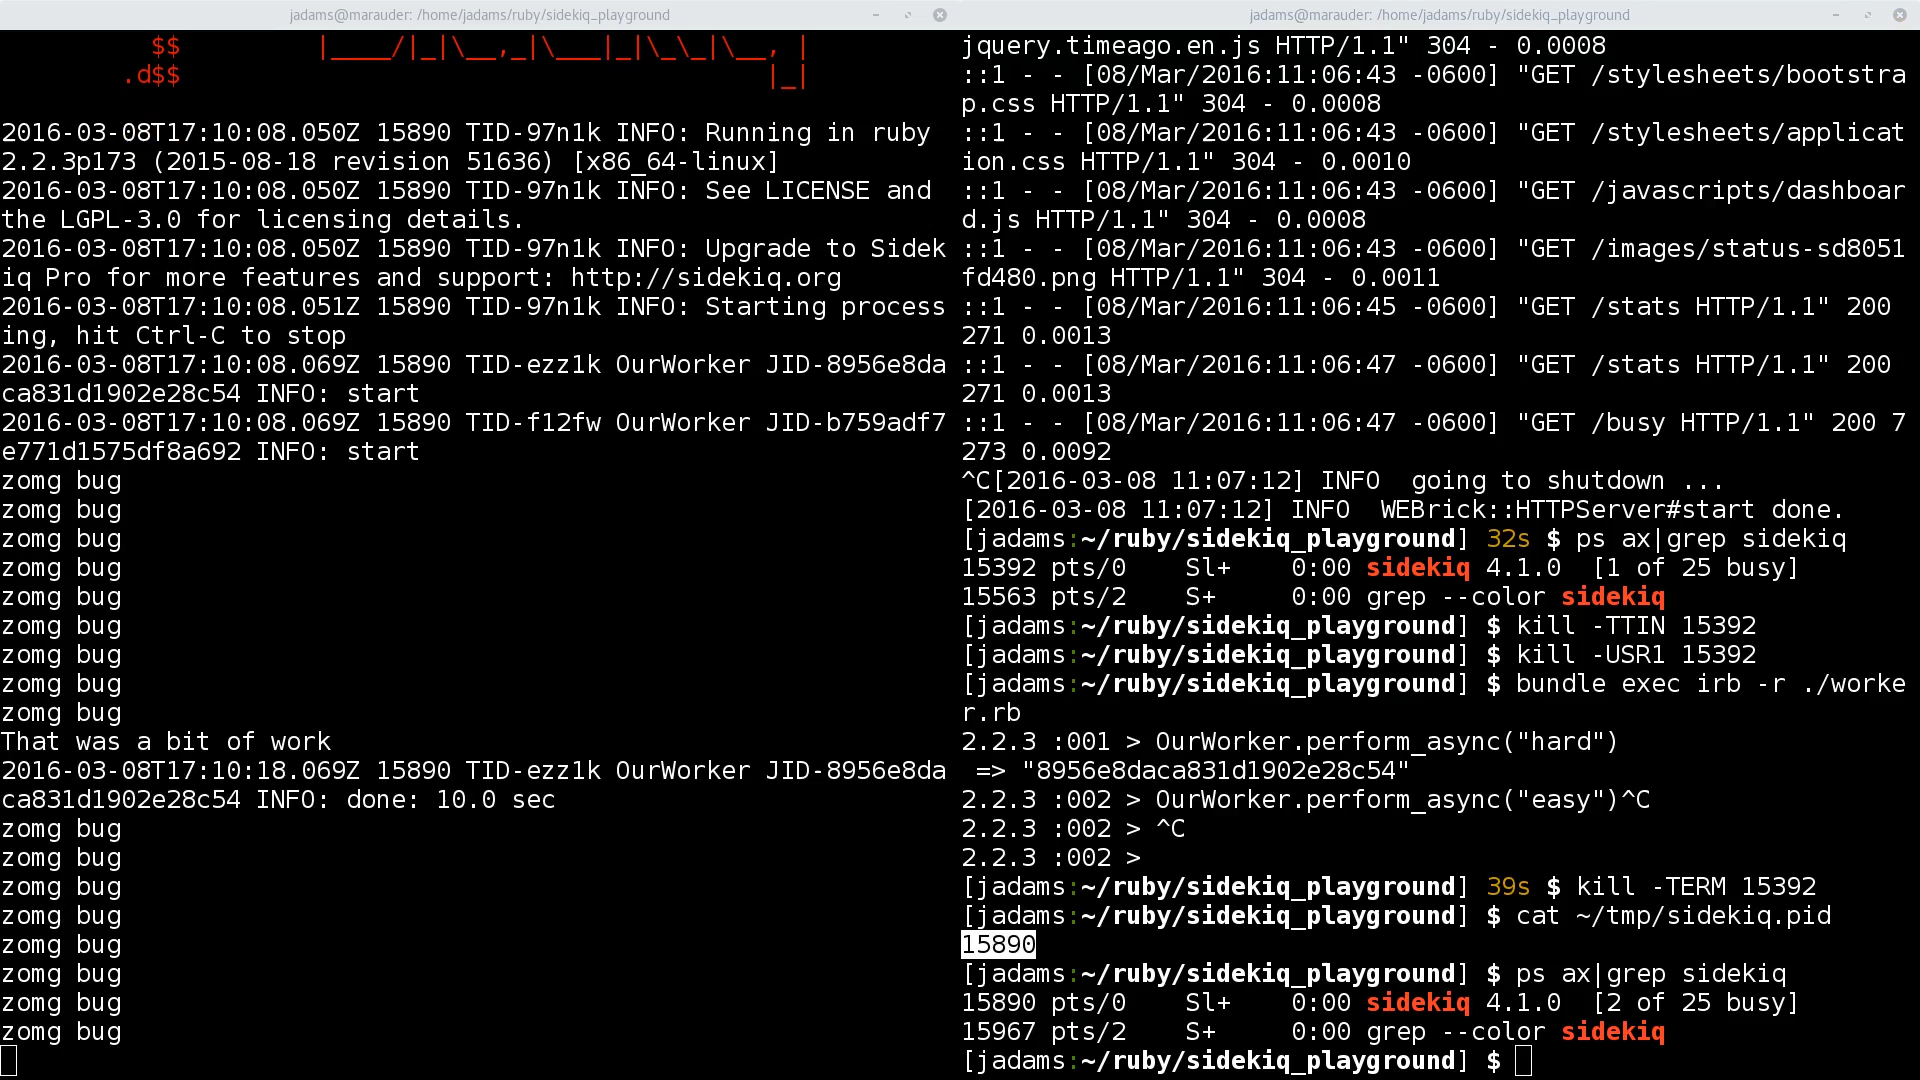 jadams@marauder: /home/jadams/ruby/sidekiq_playground
$$         |____/|_|\__,_|\___|_|\_\_|\__, |
.d$$                                       |_|
2016-03-08T17:10:08.050Z 15890 TID-97n1k INFO: Running in ruby
2.2.3p173 (2015-08-18 revision 51636) [x86_64-linux]
2016-03-08T17:10:08.050Z 15890 TID-97n1k INFO: See LICENSE and
the LGPL-3.0 for licensing details.
2016-03-08T17:10:08.050Z 15890 TID-97n1k INFO: Upgrade to Sidek
iq Pro for more features and support: http://sidekiq.org
2016-03-08T17:10:08.051Z 15890 TID-97n1k INFO: Starting process
ing, hit Ctrl-C to stop
2016-03-08T17:10:08.069Z 15890 TID-ezz1k OurWorker JID-8956e8da
ca831d1902e28c54 INFO: start
2016-03-08T17:10:08.069Z 15890 TID-f12fw OurWorker JID-b759adf7
e771d1575df8a692 INFO: start
zomg bug
zomg bug
zomg bug
zomg bug
zomg bug
zomg bug
zomg bug
zomg bug
zomg bug
That was a bit of work
2016-03-08T17:10:18.069Z 15890 TID-ezz1k OurWorker JID-8956e8da
ca831d1902e28c54 INFO: done: 10.0 sec
zomg bug
zomg bug
zomg bug
zomg bug
zomg bug
zomg bug
zomg bug
zomg bug
jadams@marauder: /home/jadams/ruby/sidekiq_playground
jquery.timeago.en.js HTTP/1.1" 304 - 0.0008
::1 - - [08/Mar/2016:11:06:43 -0600] "GET /stylesheets/bootstra
p.css HTTP/1.1" 304 - 0.0008
::1 - - [08/Mar/2016:11:06:43 -0600] "GET /stylesheets/applicat
ion.css HTTP/1.1" 304 - 0.0010
::1 - - [08/Mar/2016:11:06:43 -0600] "GET /javascripts/dashboar
d.js HTTP/1.1" 304 - 0.0008
::1 - - [08/Mar/2016:11:06:43 -0600] "GET /images/status-sd8051
fd480.png HTTP/1.1" 304 - 0.0011
::1 - - [08/Mar/2016:11:06:45 -0600] "GET /stats HTTP/1.1" 200
271 0.0013
::1 - - [08/Mar/2016:11:06:47 -0600] "GET /stats HTTP/1.1" 200
271 0.0013
::1 - - [08/Mar/2016:11:06:47 -0600] "GET /busy HTTP/1.1" 200 7
273 0.0092
^C[2016-03-08 11:07:12] INFO  going to shutdown ...
[2016-03-08 11:07:12] INFO  WEBrick::HTTPServer#start done.
[jadams:~/ruby/sidekiq_playground] 32s $ ps ax|grep sidekiq
15392 pts/0    Sl+    0:00 sidekiq 4.1.0  [1 of 25 busy]
15563 pts/2    S+     0:00 grep --color sidekiq
[jadams:~/ruby/sidekiq_playground] $ kill -TTIN 15392
[jadams:~/ruby/sidekiq_playground] $ kill -USR1 15392
[jadams:~/ruby/sidekiq_playground] $ bundle exec irb -r ./worke
r.rb
2.2.3 :001 > OurWorker.perform_async("hard")
 => "8956e8daca831d1902e28c54"
2.2.3 :002 > OurWorker.perform_async("easy")^C
2.2.3 :002 > ^C
2.2.3 :002 >
[jadams:~/ruby/sidekiq_playground] 39s $ kill -TERM 15392
[jadams:~/ruby/sidekiq_playground] $ cat ~/tmp/sidekiq.pid
15890
[jadams:~/ruby/sidekiq_playground] $ ps ax|grep sidekiq
15890 pts/0    Sl+    0:00 sidekiq 4.1.0  [2 of 25 busy]
15967 pts/2    S+     0:00 grep --color sidekiq
[jadams:~/ruby/sidekiq_playground] $